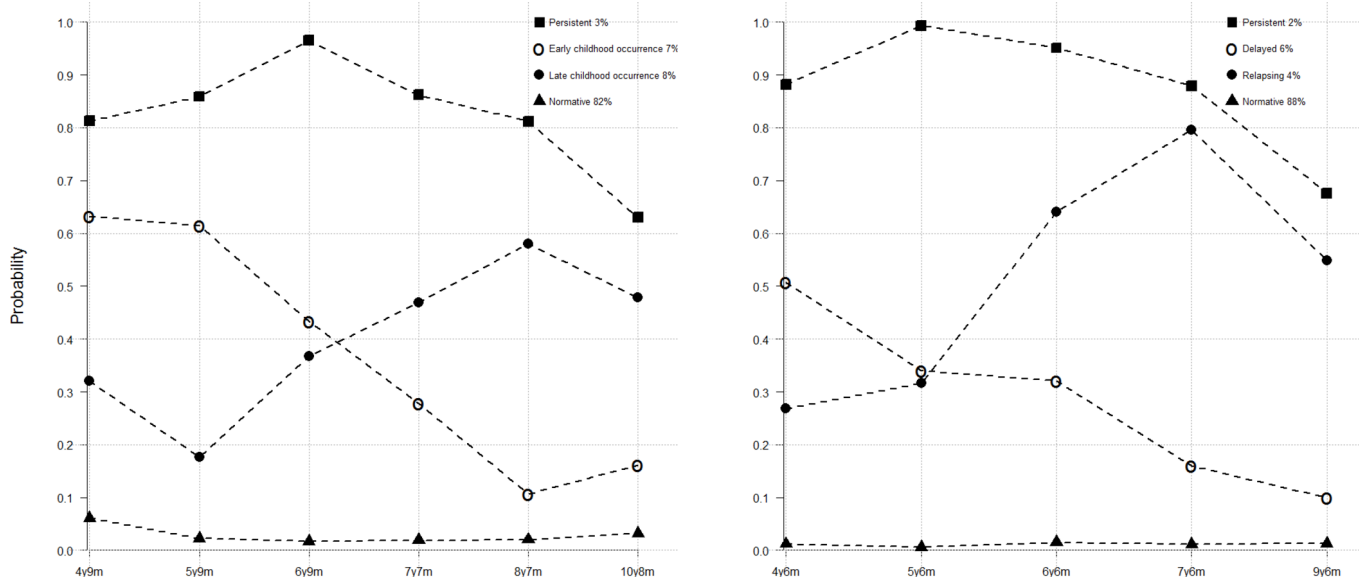 Probability
1.0
0.9
0.8
0.7
0.6
0.5
0.4
0.3
0.2
0.1
0.0
Persistent 3%
Early childhood occurrence 7%
Late childhood occurrence 8%
Normative 82%
4y9m 5y9m 6y9m 7y7m 8y7m 10y8m
1.0
0.9
0.8
0.7
0.6
0.5
0.4
0.3
0.2
0.1
0.0
Persistent 2%
Delayed 6%
Relapsing 4%
Normative 88%
4y6m 5y6m 6y6m 7y6m 9y6m